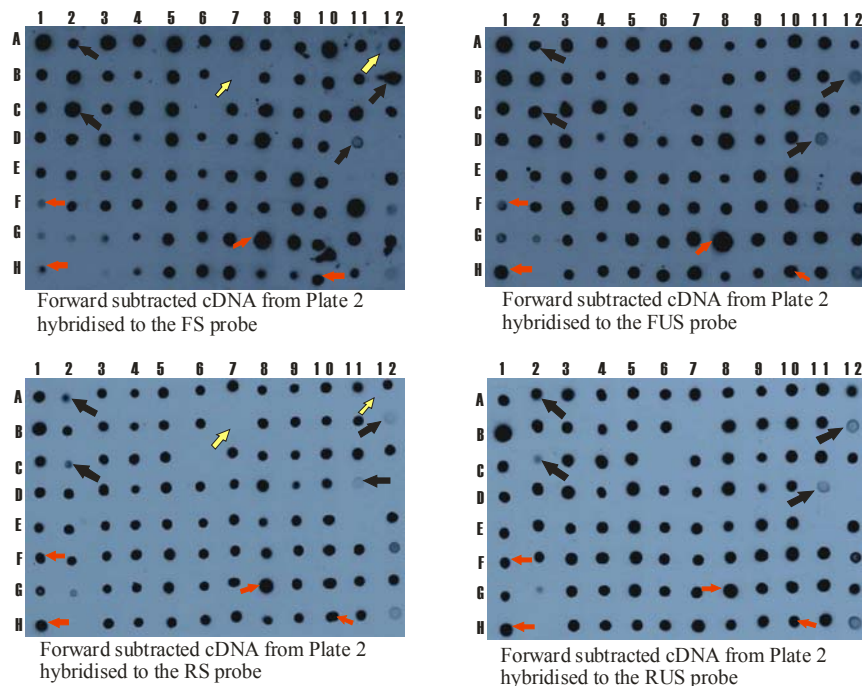 1 2 3 4 5 6 7 8 9 10 11 12
A
B
C
D
E
F
G
H
Forward subtracted cDNA from Plate 2
hybridised to the FS probe
1 2 3 4 5 6 7 8 9 10 11 12
A
B
C
D
E
F
G
H
Forward subtracted cDNA from Plate 2
hybridised to the FUS probe
1 2 3 4 5 6 7 8 9 10 11 12
A
B
C
D
E
F
G
H
Forward subtracted cDNA from Plate 2
hybridised to the RS probe
1 2 3 4 5 6 7 8 9 10 11 12
A
B
C
D
E
F
G
H
Forward subtracted cDNA from Plate 2
hybridised to the RUS probe